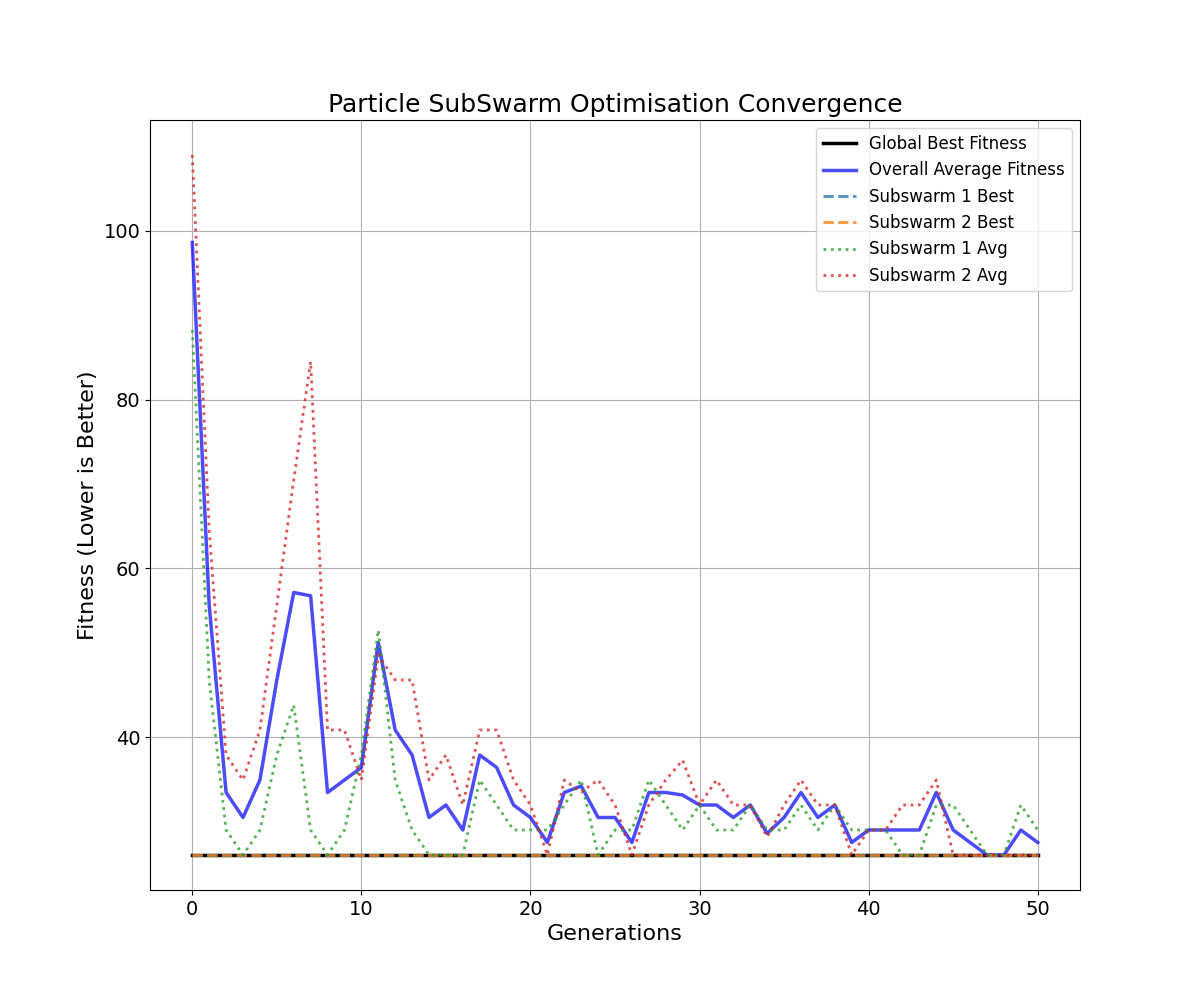 Particle SubSwarm Optimisation Convergence
Global Best Fitness
Overall Average Fitness
Subswarm 1 Best
Subswarm 2 Best
Subswarm 1 Avg
Subswarm 2 Avg
Fitness (Lower is Better)
100
80
60
40
0
10
20
30
40
50
Generations